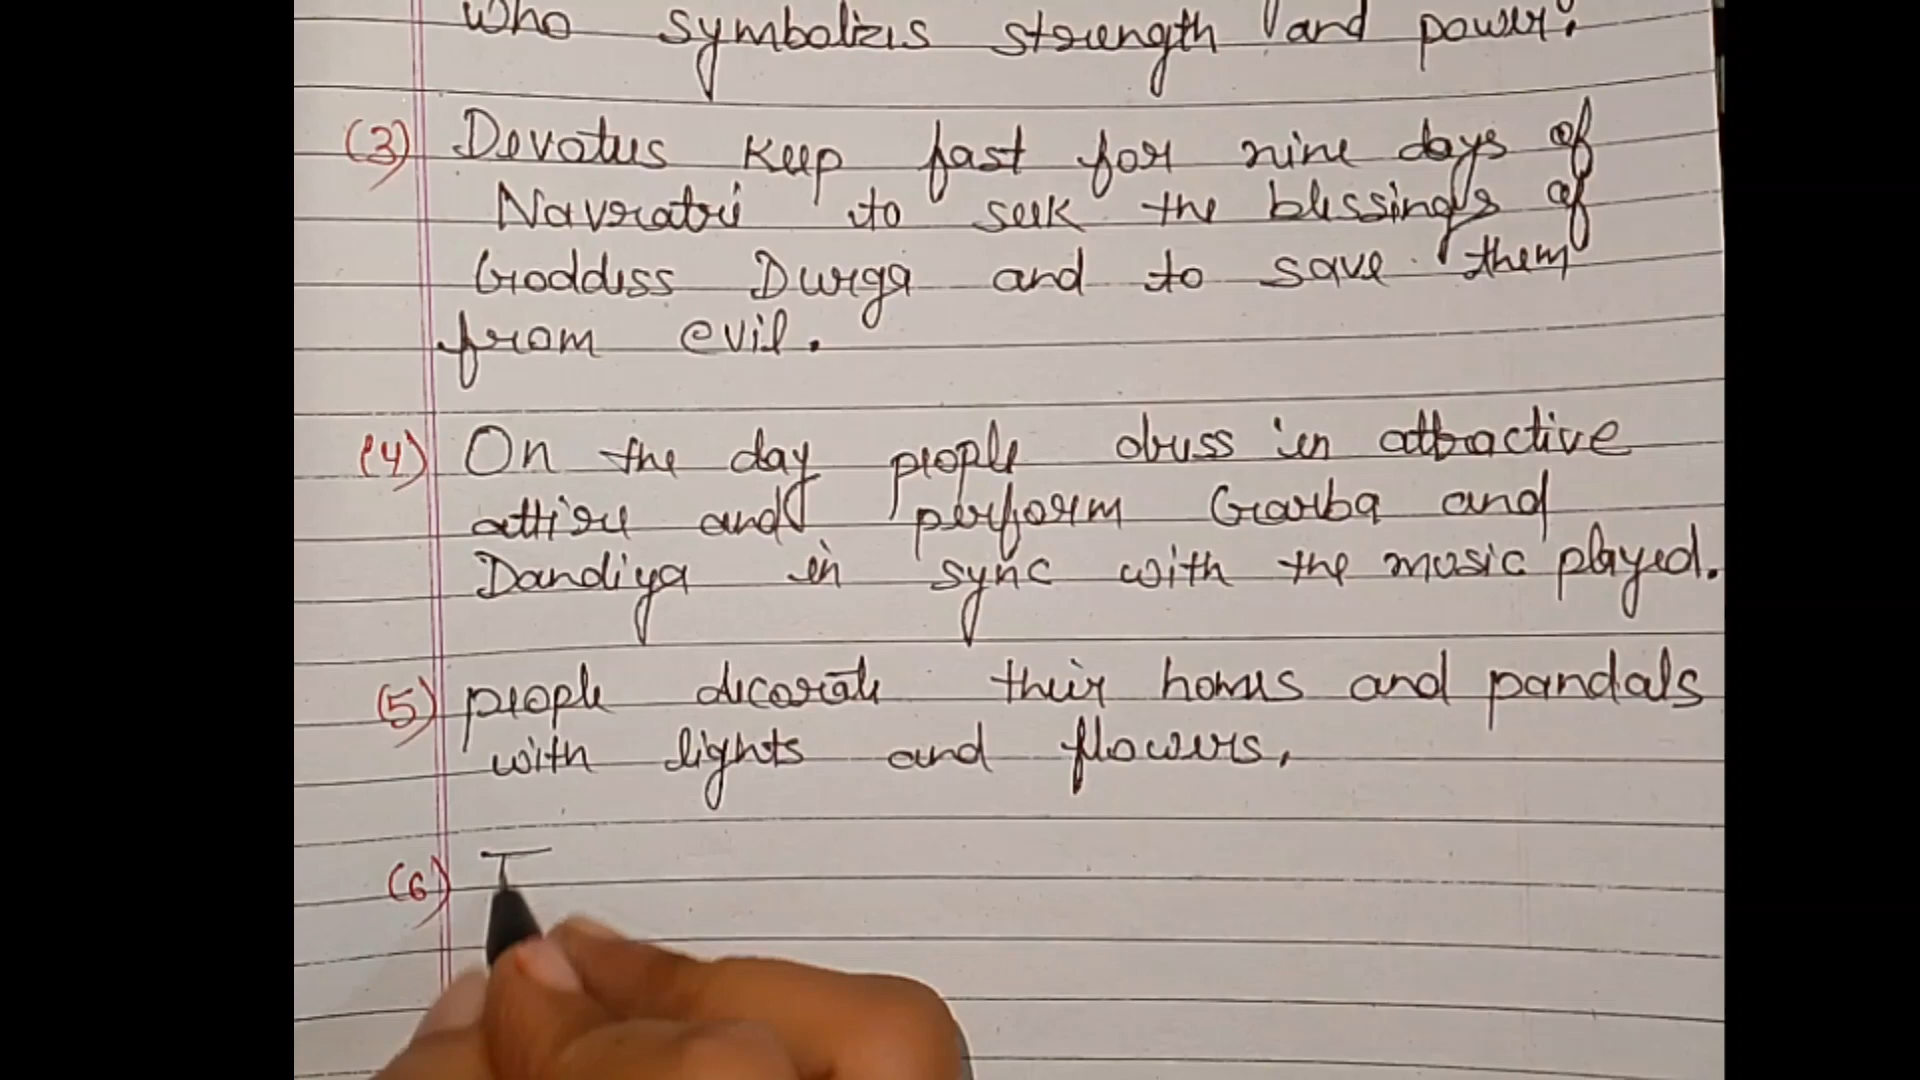 who symbolizes strength and power.
(3) Devotees keep fast for nine days of
Navratri to seek the blessings of
Goddess Durga and to save them
from evil.
(4) On the day people dress in attractive
attire and perform Garba and
Dandiya in sync with the music played.
(5) people decorate their homes and pandals
with lights and flowers.
(6) T